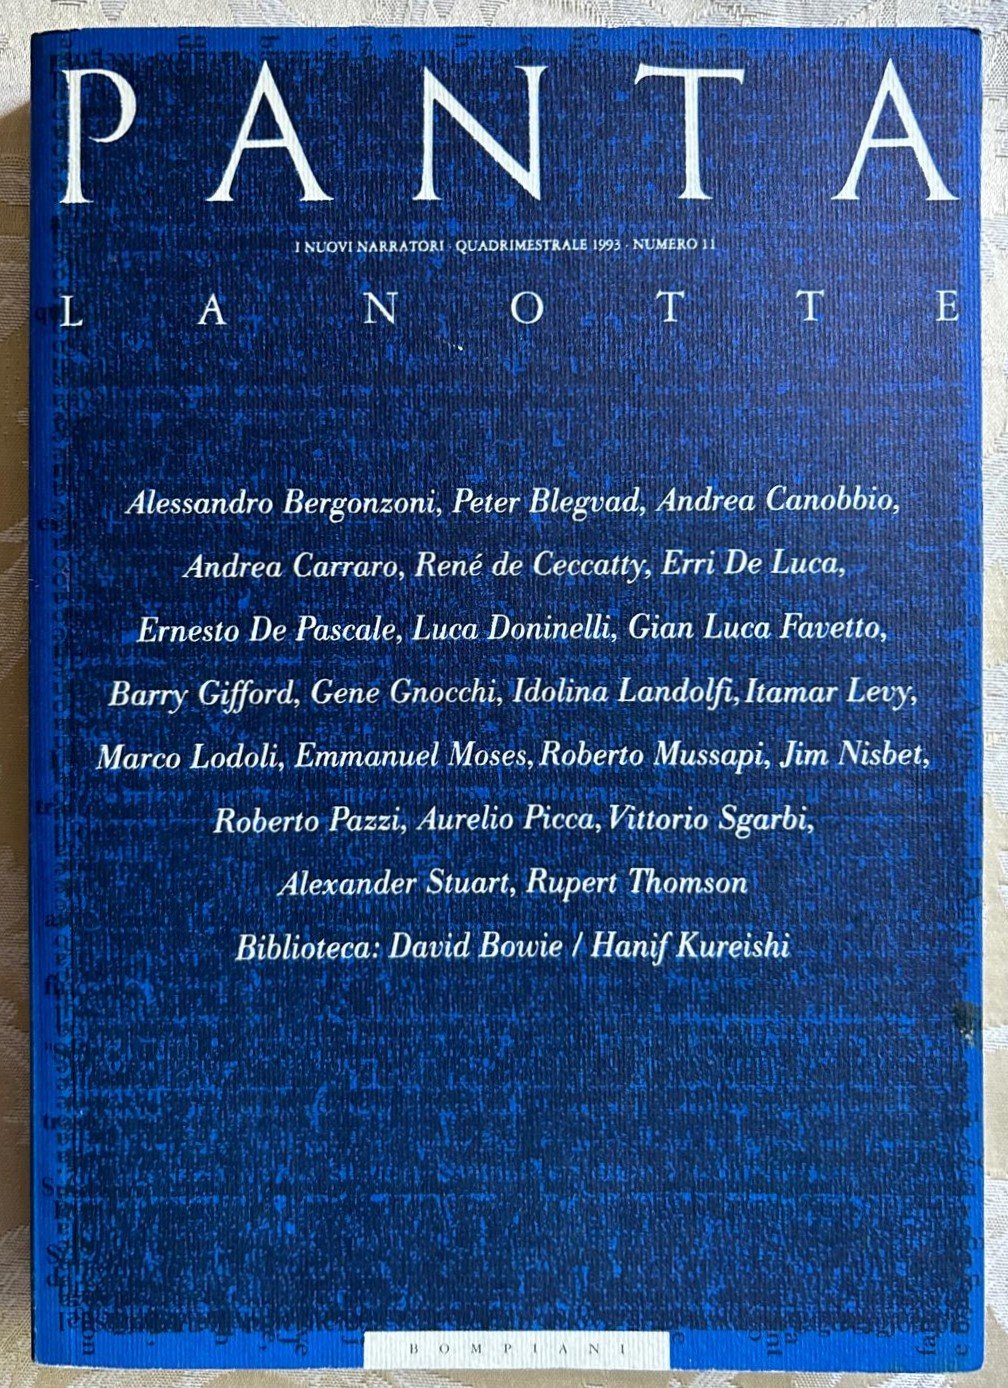 PANTA
I NUOVI NARRATORI · QUADRIMESTRALE 1993 · NUMERO 11
LA NOTTE
Alessandro Bergonzoni, Peter Blegvad, Andrea Canobbio,
Andrea Carraro, René de Ceccatty, Erri De Luca,
Ernesto De Pascale, Luca Doninelli, Gian Luca Favetto,
Barry Gifford, Gene Gnocchi, Idolina Landolfi, Itamar Levy,
Marco Lodoli, Emmanuel Moses, Roberto Mussapi, Jim Nisbet,
Roberto Pazzi, Aurelio Picca, Vittorio Sgarbi,
Alexander Stuart, Rupert Thomson
Biblioteca: David Bowie / Hanif Kureishi
BOMPIANI